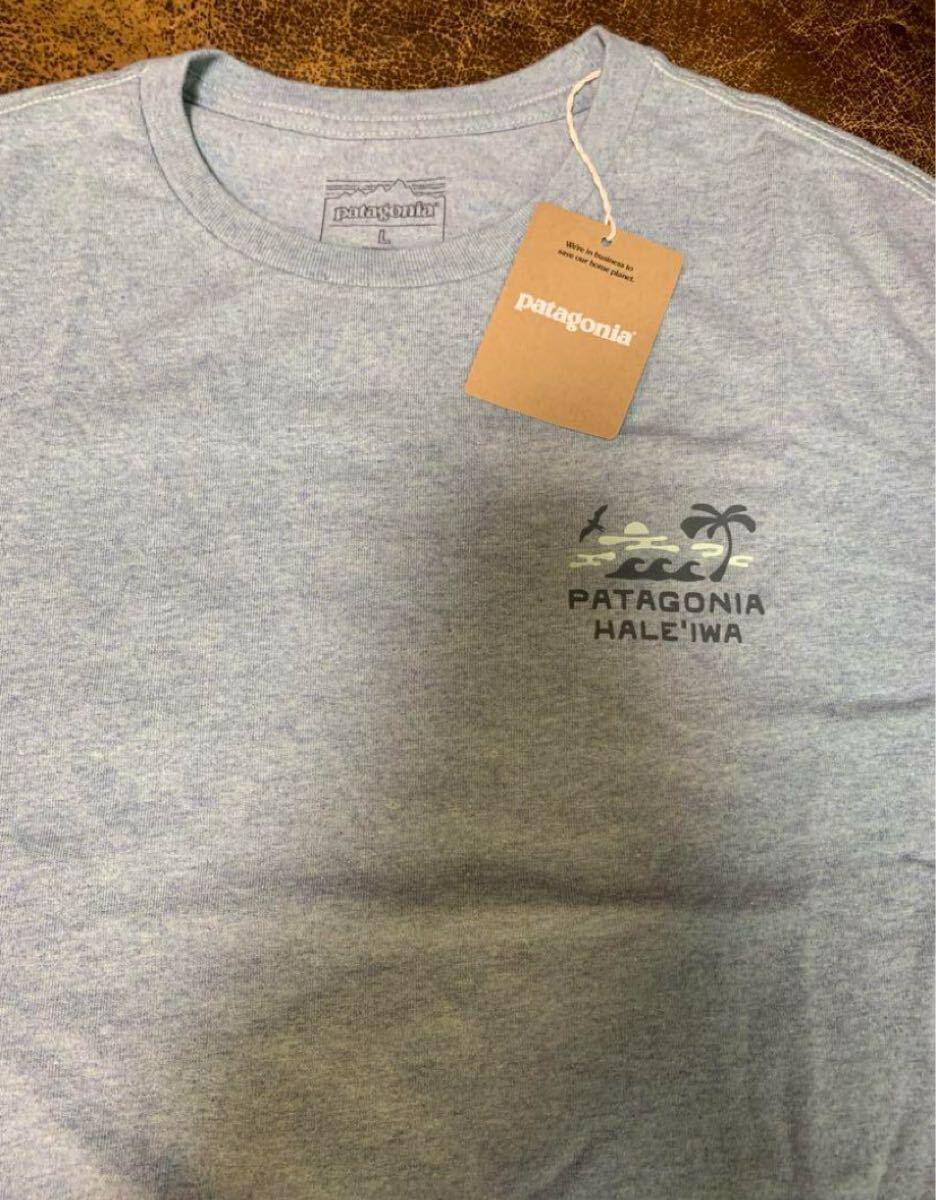 patagonia
L
We're in business to
save our home planet.
patagonia
PATAGONIA
HALE'IWA